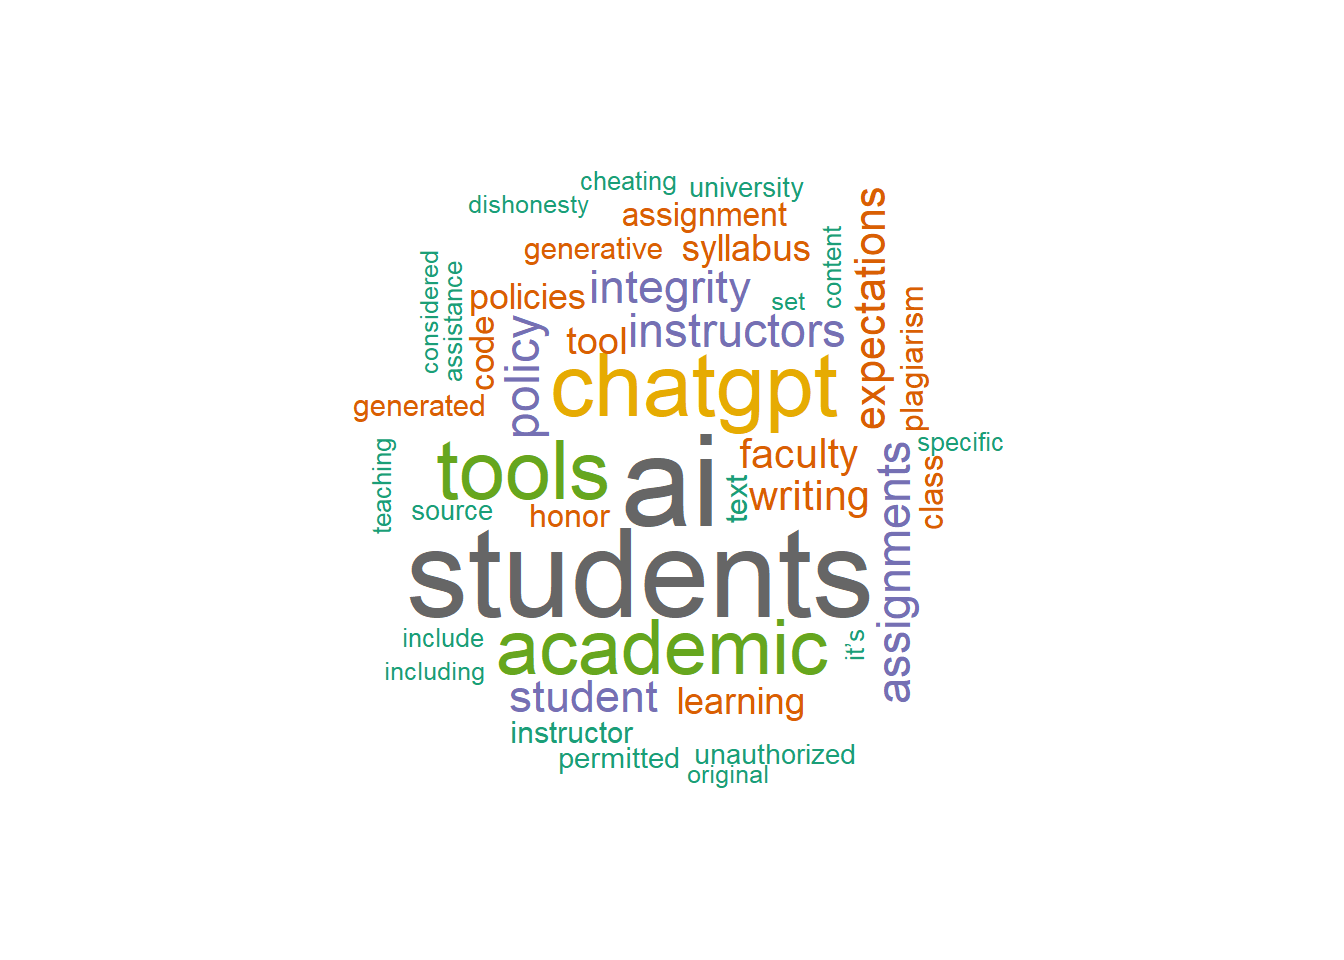 cheating
university
dishonesty
assignment
generative
syllabus
expectations
content
considered
assistance
policies
integrity
set
plagiarism
code
policy
tool
instructors
chatgpt
generated
teaching
tools
ai
faculty
specific
text
writing
class
assignments
source
honor
students
include
academic
it’s
including
student
learning
instructor
permitted
unauthorized
original